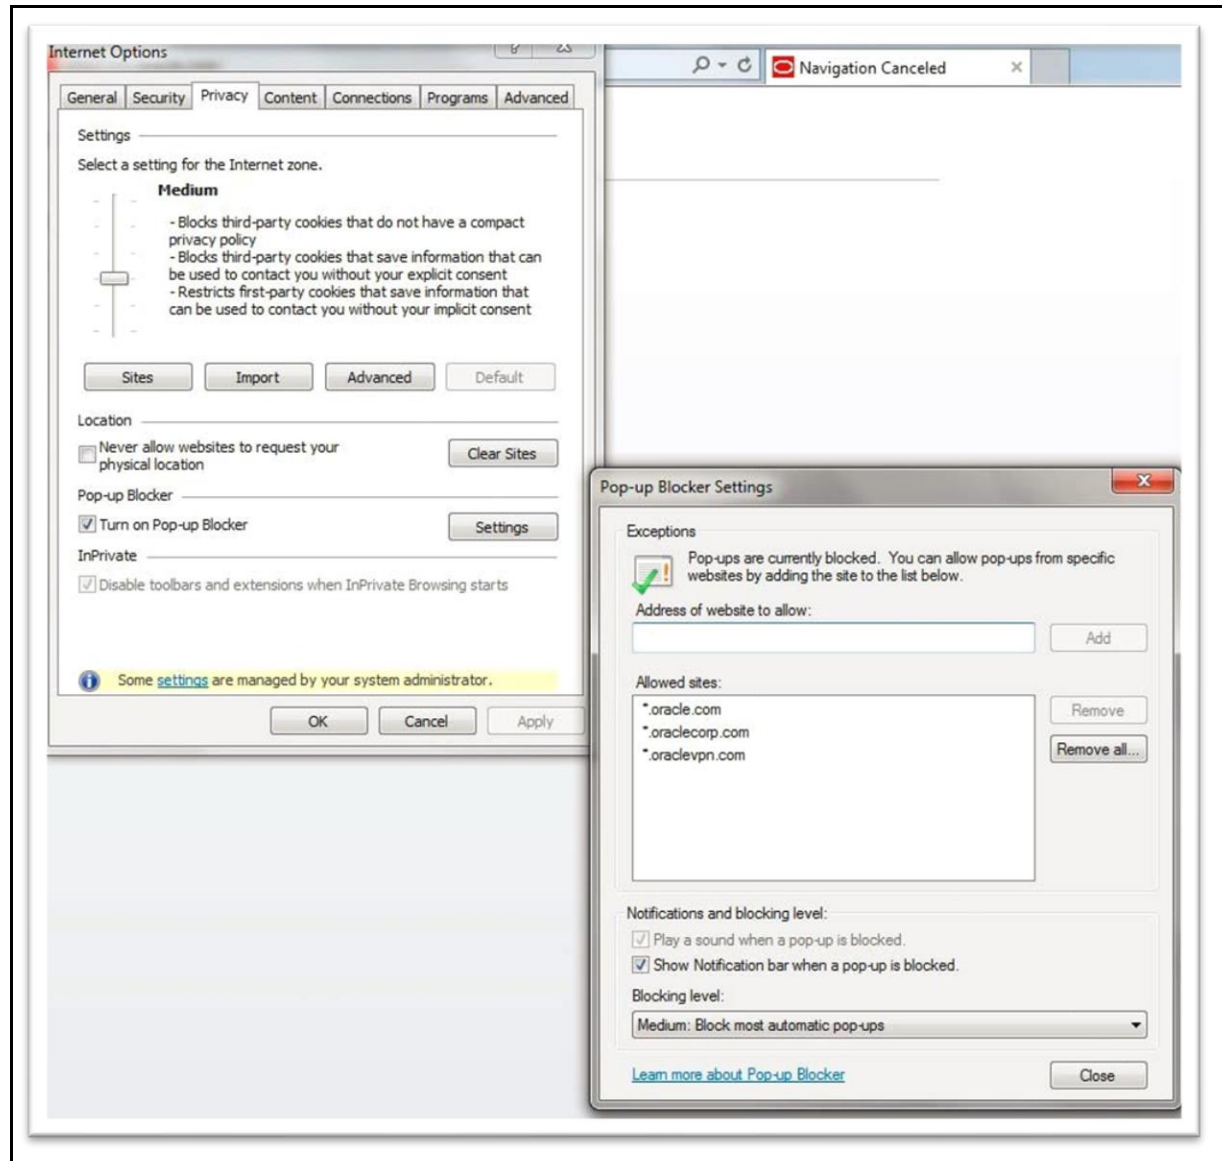 Internet Options
Navigation Canceled
General Security Privacy Content Connections Programs Advanced
Settings
Select a setting for the Internet zone.
Medium
- Blocks third-party cookies that do not have a compact
privacy policy
- Blocks third-party cookies that save information that can
be used to contact you without your explicit consent
- Restricts first-party cookies that save information that
can be used to contact you without your implicit consent
Sites Import Advanced Default
Location
Never allow websites to request your
physical location
Clear Sites
Pop-up Blocker
Turn on Pop-up Blocker
Settings
InPrivate
Disable toolbars and extensions when InPrivate Browsing starts
Some settings are managed by your system administrator.
OK Cancel Apply
Pop-up Blocker Settings
Exceptions
Pop-ups are currently blocked. You can allow pop-ups from specific
websites by adding the site to the list below.
Address of website to allow:
Add
Allowed sites:
*.oracle.com
*.oraclecorp.com
*.oraclevpn.com
Remove
Remove all...
Notifications and blocking level:
Play a sound when a pop-up is blocked.
Show Notification bar when a pop-up is blocked.
Blocking level:
Medium: Block most automatic pop-ups
Learn more about Pop-up Blocker
Close